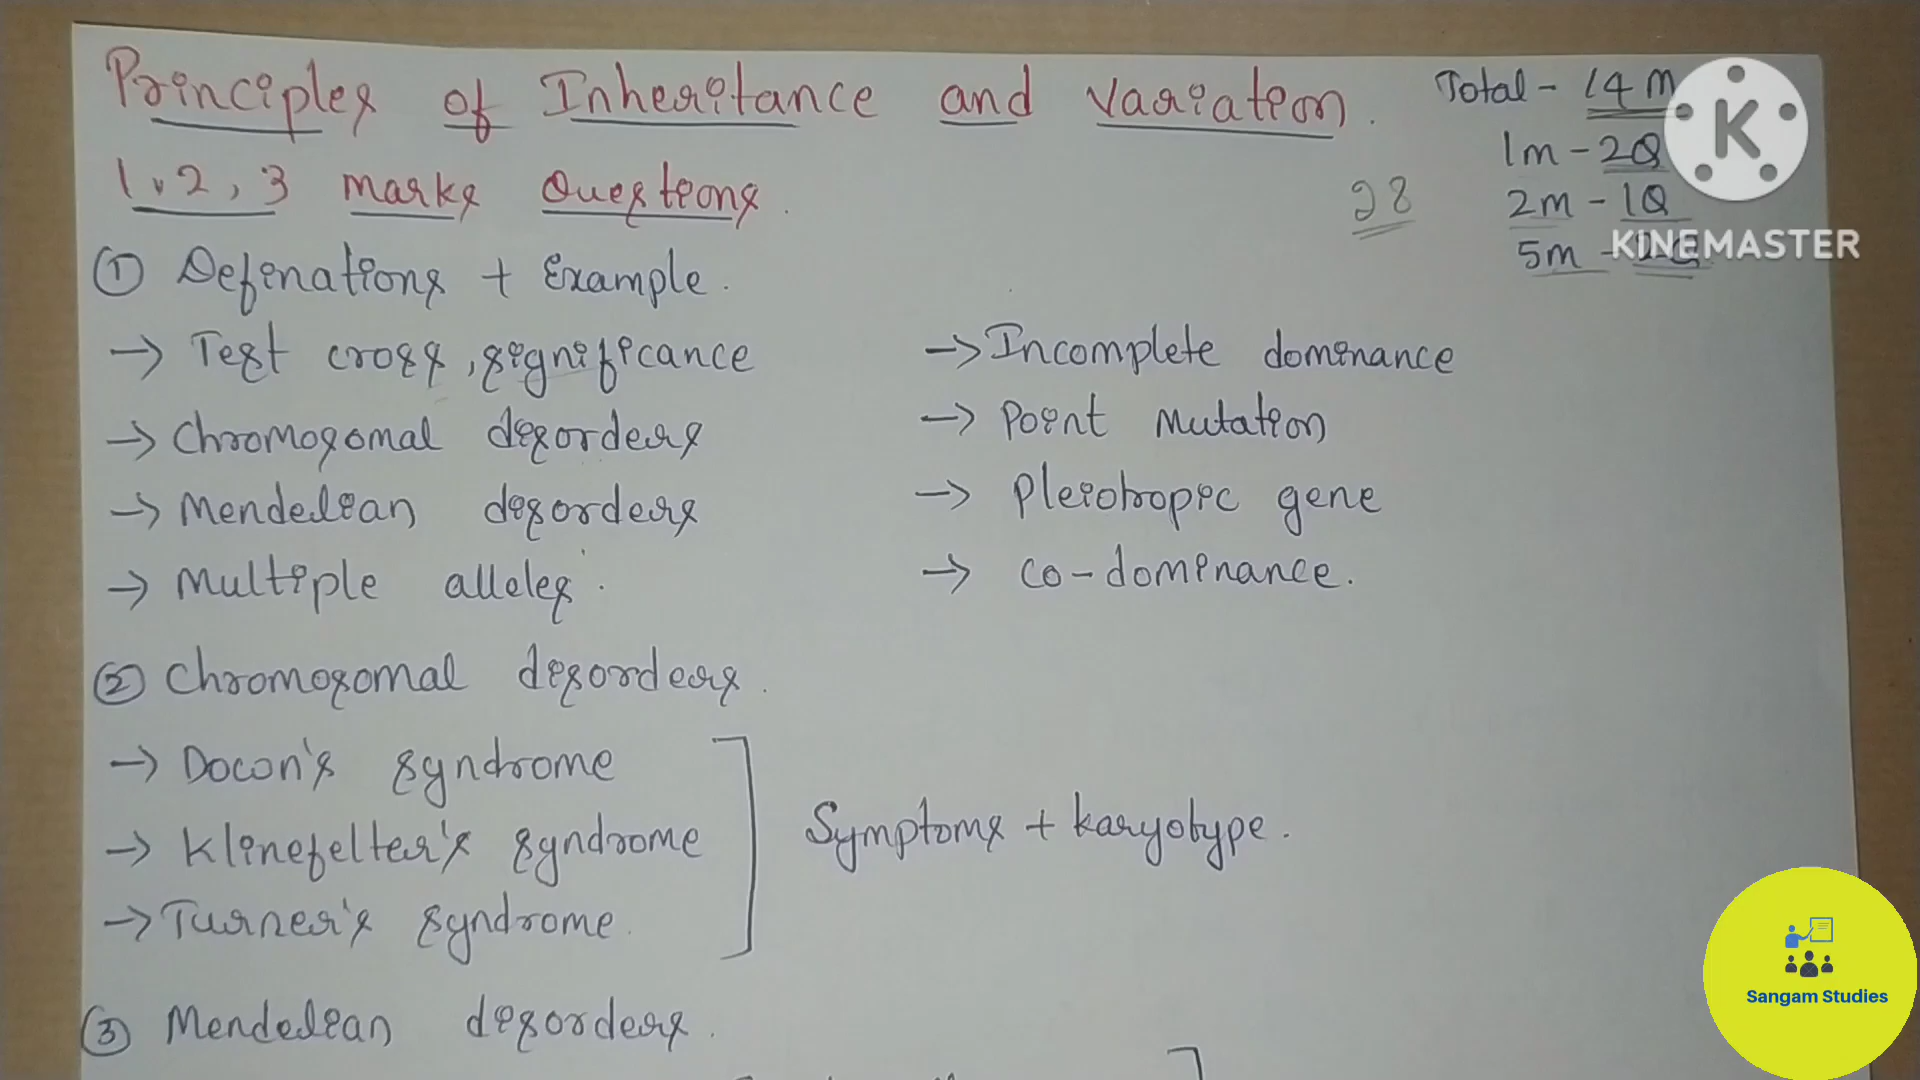 Principles of Inheritance and Variation.
Total - 14 M
1m - 2Q
2m - 1Q
5m - 2Q
28
KINEMASTER
1, 2, 3 marks Questions.
① Definations + Example.
→ Test cross, significance
→ Chromosomal disorders
→ Mendelian disorders
→ Multiple alleles.
→ Incomplete dominance
→ Point Mutation
→ Pleiotropic gene
→ co-dominance.
② Chromosomal disorders.
→ Down's syndrome
→ Klinefelter's syndrome
→ Turner's syndrome.
Symptoms + karyotype.
③ Mendelian disorders.
Sangam Studies